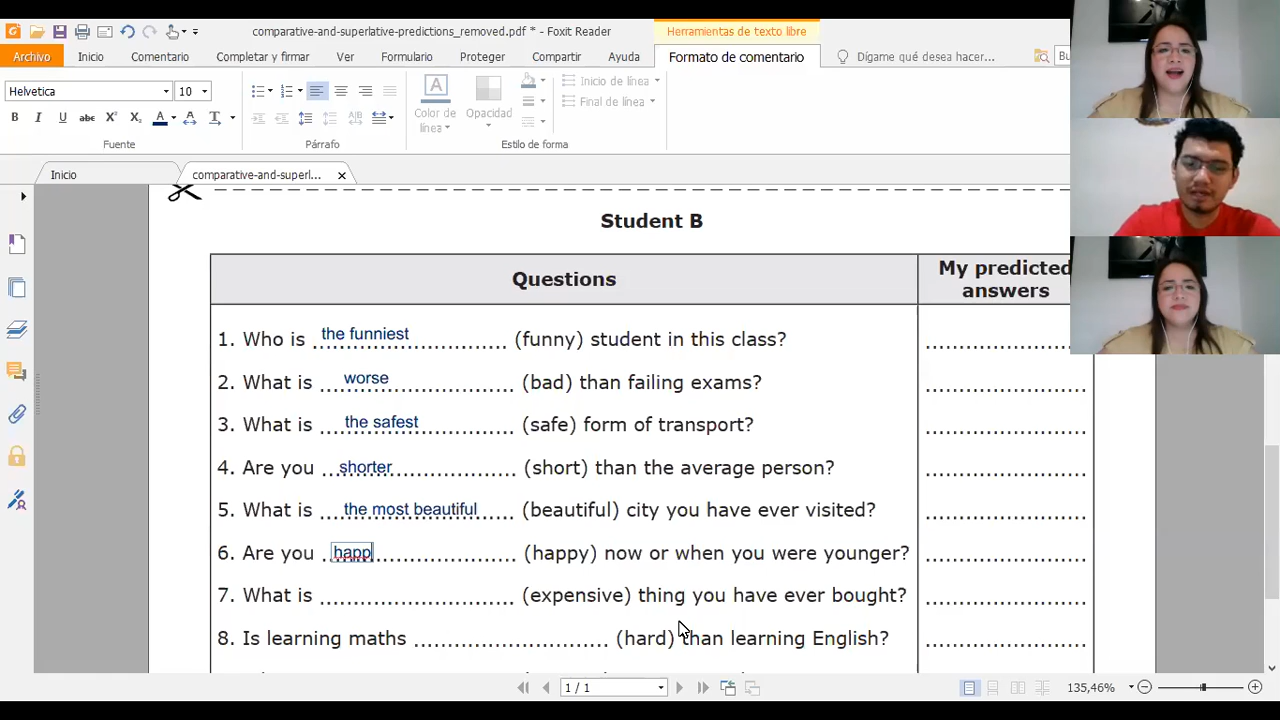 comparative-and-superlative-predictions_removed.pdf * - Foxit Reader
Herramientas de texto libre
Archivo Inicio Comentario Completar y firmar Ver Formulario Proteger Compartir Ayuda Formato de comentario Dígame qué desea hacer...
Helvetica 10
Color de línea
Opacidad
Inicio de línea
Final de línea
Fuente Párrafo Estilo de forma
Inicio comparative-and-superl...
Student B
Questions
My predicted answers
1. Who is the funniest (funny) student in this class?
2. What is worse (bad) than failing exams?
3. What is the safest (safe) form of transport?
4. Are you shorter (short) than the average person?
5. What is the most beautiful (beautiful) city you have ever visited?
6. Are you happ (happy) now or when you were younger?
7. What is (expensive) thing you have ever bought?
8. Is learning maths (hard) than learning English?
1 / 1
135,46%